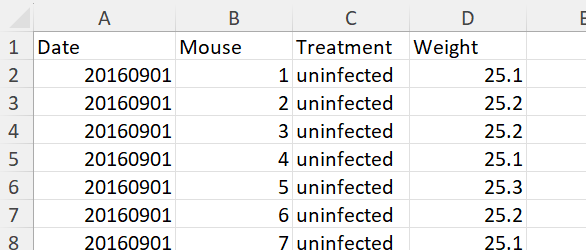 A B C D
1 Date Mouse Treatment Weight
2 20160901 1 uninfected 25.1
3 20160901 2 uninfected 25.2
4 20160901 3 uninfected 25.2
5 20160901 4 uninfected 25.1
6 20160901 5 uninfected 25.3
7 20160901 6 uninfected 25.2
8 20160901 7 uninfected 25.1